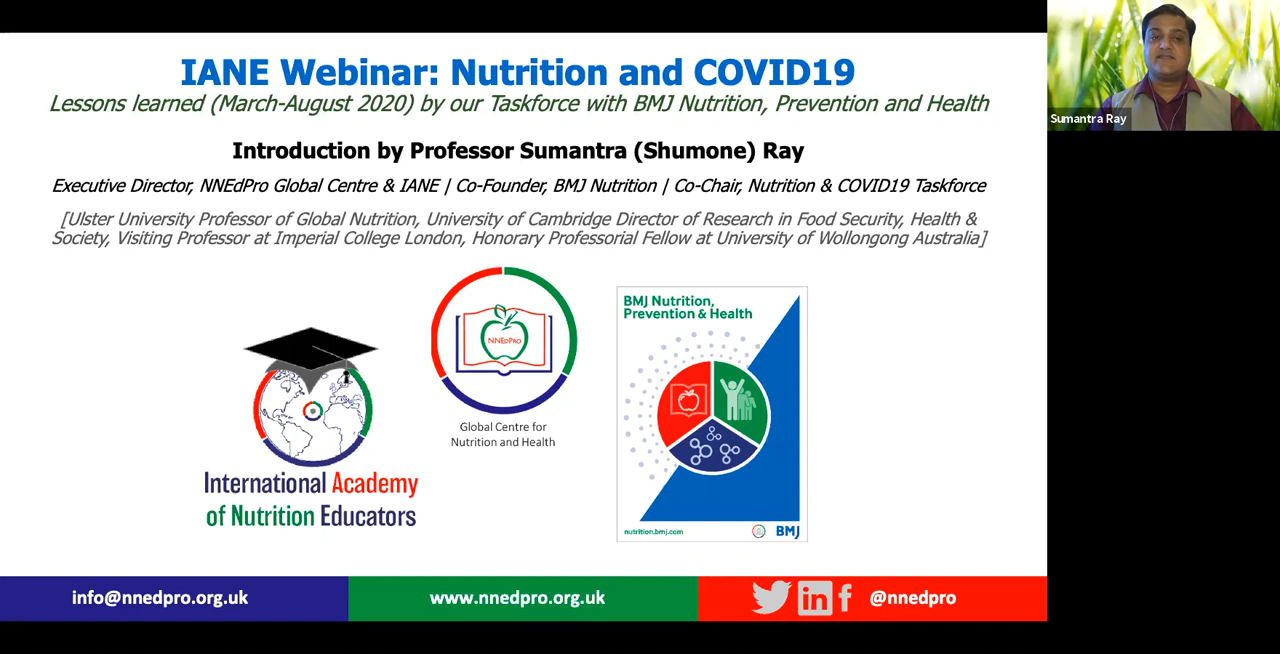 IANE Webinar: Nutrition and COVID19
Lessons learned (March-August 2020) by our Taskforce with BMJ Nutrition, Prevention and Health
Introduction by Professor Sumantra (Shumone) Ray
Executive Director, NNEdPro Global Centre & IANE | Co-Founder, BMJ Nutrition | Co-Chair, Nutrition & COVID19 Taskforce
[Ulster University Professor of Global Nutrition, University of Cambridge Director of Research in Food Security, Health &
Society, Visiting Professor at Imperial College London, Honorary Professorial Fellow at University of Wollongong Australia]
Sumantra Ray
International Academy
of Nutrition Educators
NNEdPro
Global Centre for
Nutrition and Health
BMJ Nutrition,
Prevention & Health
nutrition.bmj.com
BMJ
info@nnedpro.org.uk
www.nnedpro.org.uk
@nnedpro